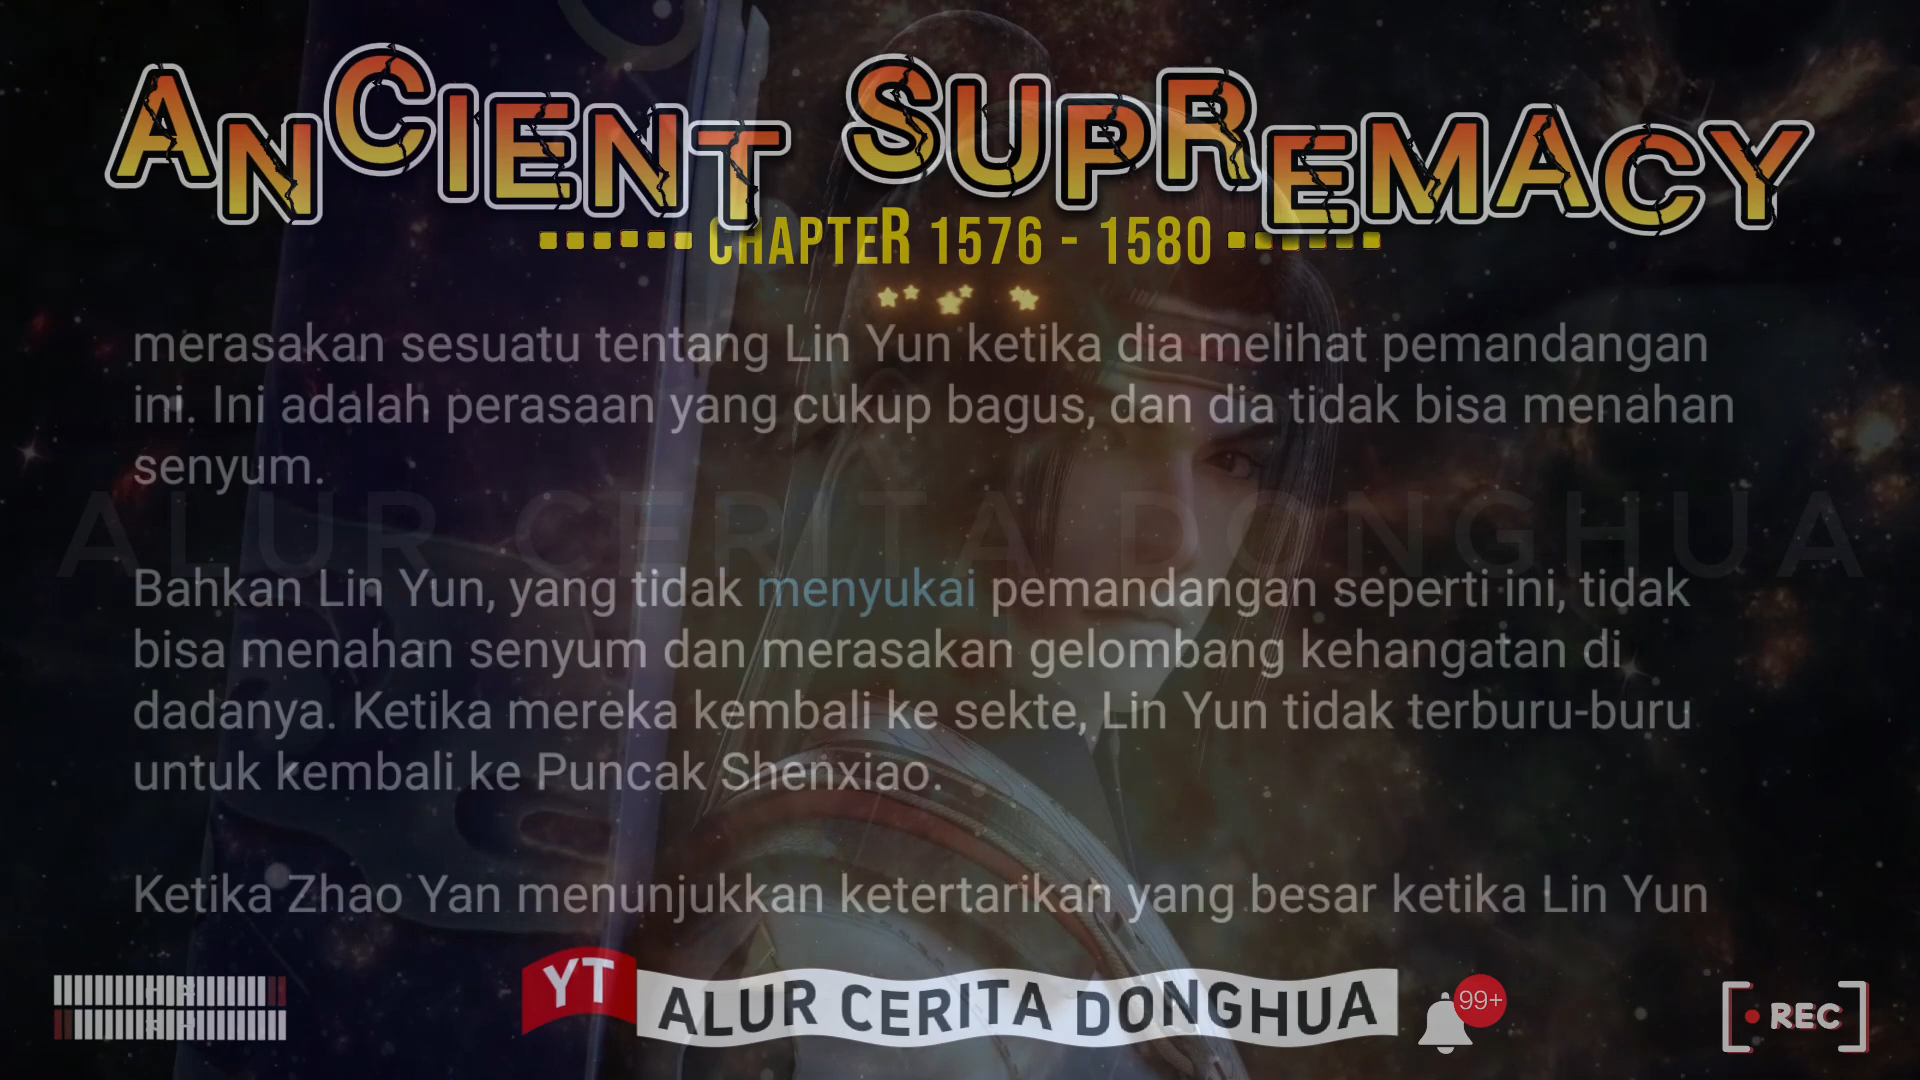 ANCIENT SUPREMACY
CHAPTER 1576 - 1580
merasakan sesuatu tentang Lin Yun ketika dia melihat pemandangan
ini. Ini adalah perasaan yang cukup bagus, dan dia tidak bisa menahan
senyum.
ALUR CERITA DONGHUA
Bahkan Lin Yun, yang tidak menyukai pemandangan seperti ini, tidak
bisa menahan senyum dan merasakan gelombang kehangatan di
dadanya. Ketika mereka kembali ke sekte, Lin Yun tidak terburu-buru
untuk kembali ke Puncak Shenxiao.
Ketika Zhao Yan menunjukkan ketertarikan yang besar ketika Lin Yun
YT ALUR CERITA DONGHUA
99+
REC